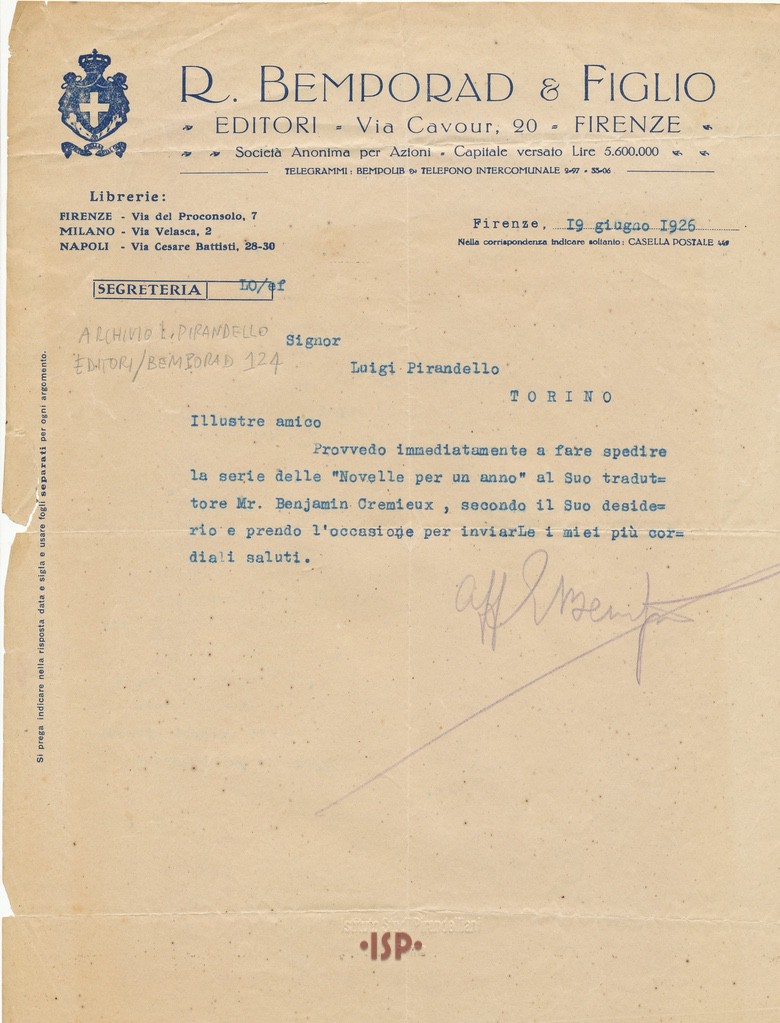 R. BEMPORAD & FIGLIO
EDITORI - Via Cavour, 20 - FIRENZE
Società Anonima per Azioni - Capitale versato Lire 5.600.000
TELEGRAMMI: BEMPOLIB TELEFONO INTERCOMUNALE 2-97 - 33-06
Librerie:
FIRENZE - Via del Proconsolo, 7
MILANO - Via Velasca, 2
NAPOLI - Via Cesare Battisti, 28-30
Firenze, 19 giugno 1926
Nella corrispondenza indicare soltanto: CASELLA POSTALE 449
SEGRETERIA LO/ef
ARCHIVIO L. PIRANDELLO
EDITORI/BEMPORAD 124
Signor
Luigi Pirandello
TORINO
Illustre amico
Provvedo immediatamente a fare spedire
la serie delle "Novelle per un anno" al Suo tradut=
tore Mr. Benjamin Cremieux , secondo il Suo deside=
rio e prendo l'occasione per inviarLe i miei più cor=
diali saluti.
Si prega indicare nella risposta data e sigla e usare fogli separati per ogni argomento.
•ISP•